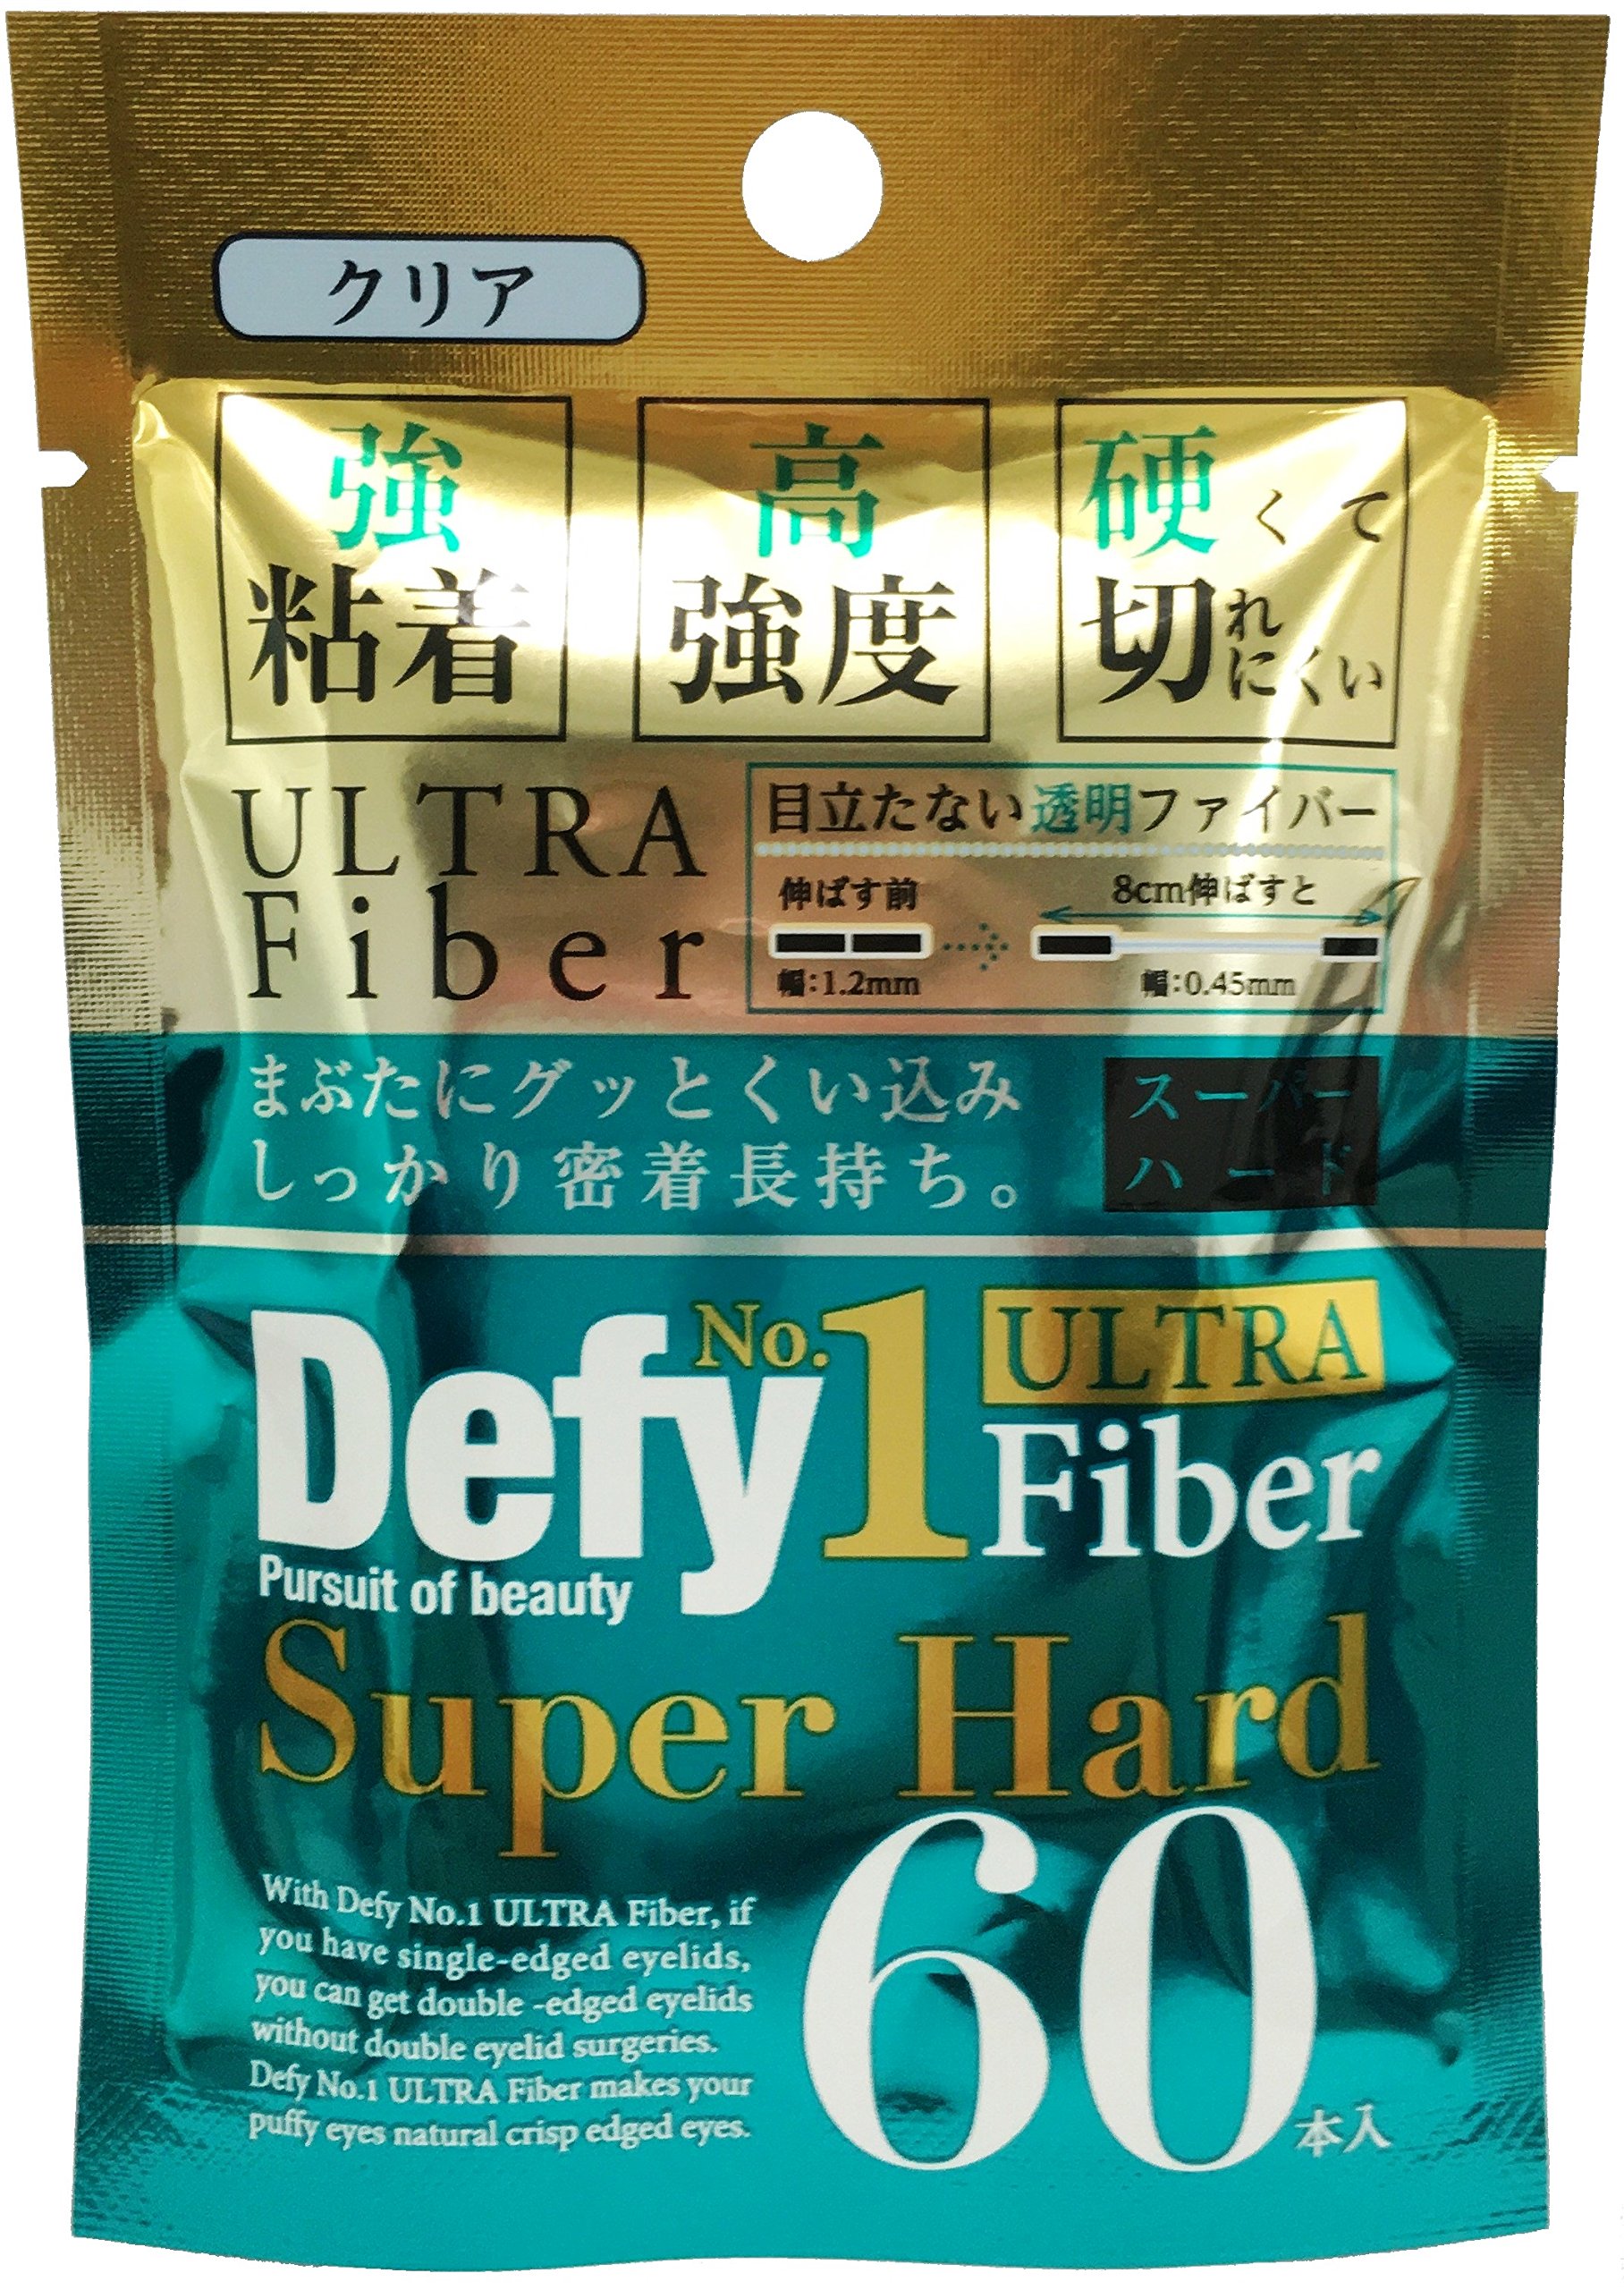 クリア
強
粘着
高
強度
硬くて
切れにくい
ULTRA
Fiber
目立たない透明ファイバー
伸ばす前
8cm伸ばすと
幅:1.2mm
幅:0.45mm
まぶたにグッとくい込み
しっかり密着長持ち。
スーパー
ハード
Defy No.1 ULTRA
Fiber
Pursuit of beauty
Super Hard
With Defy No.1 ULTRA Fiber, if
you have single-edged eyelids,
you can get double -edged eyelids
without double eyelid surgeries.
Defy No.1 ULTRA Fiber makes your
puffy eyes natural crisp edged eyes.
60本入